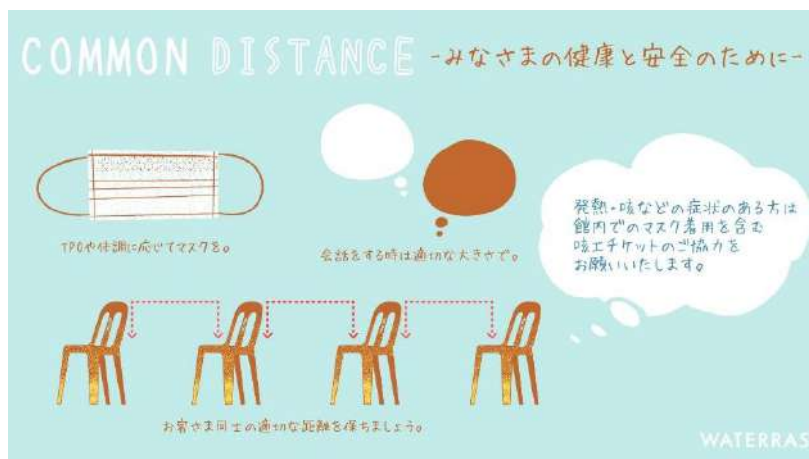 COMMON DISTANCE -みなさまの健康と安全のために-
TPOや体調に応じてマスクを。
会話をする時は適切な大きさで。
発熱・咳などの症状のある方は
館内でのマスク着用を含む
咳エチケットのご協力を
お願いいたします。
お客さま同士の適切な距離を保ちましょう。
WATERRAS